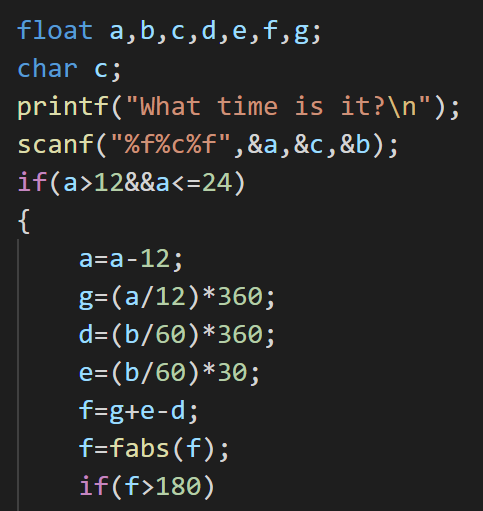 float a,b,c,d,e,f,g;
char c;
printf("What time is it?\n");
scanf("%f%c%f",&a,&c,&b);
if(a>12&&a<=24)
{
    a=a-12;
    g=(a/12)*360;
    d=(b/60)*360;
    e=(b/60)*30;
    f=g+e-d;
    f=fabs(f);
    if(f>180)